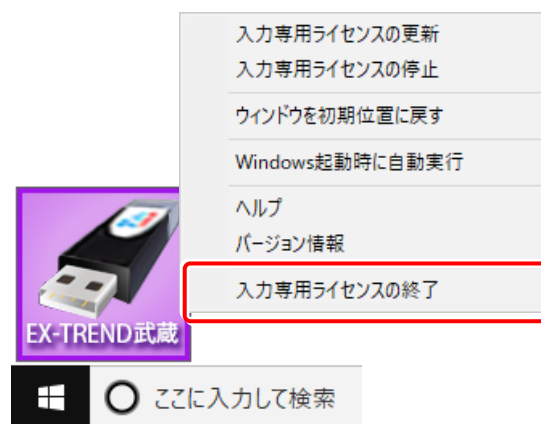 入力専用ライセンスの更新
入力専用ライセンスの停止
ウィンドウを初期位置に戻す
Windows起動時に自動実行
ヘルプ
バージョン情報
入力専用ライセンスの終了
EX-TREND武蔵
ここに入力して検索